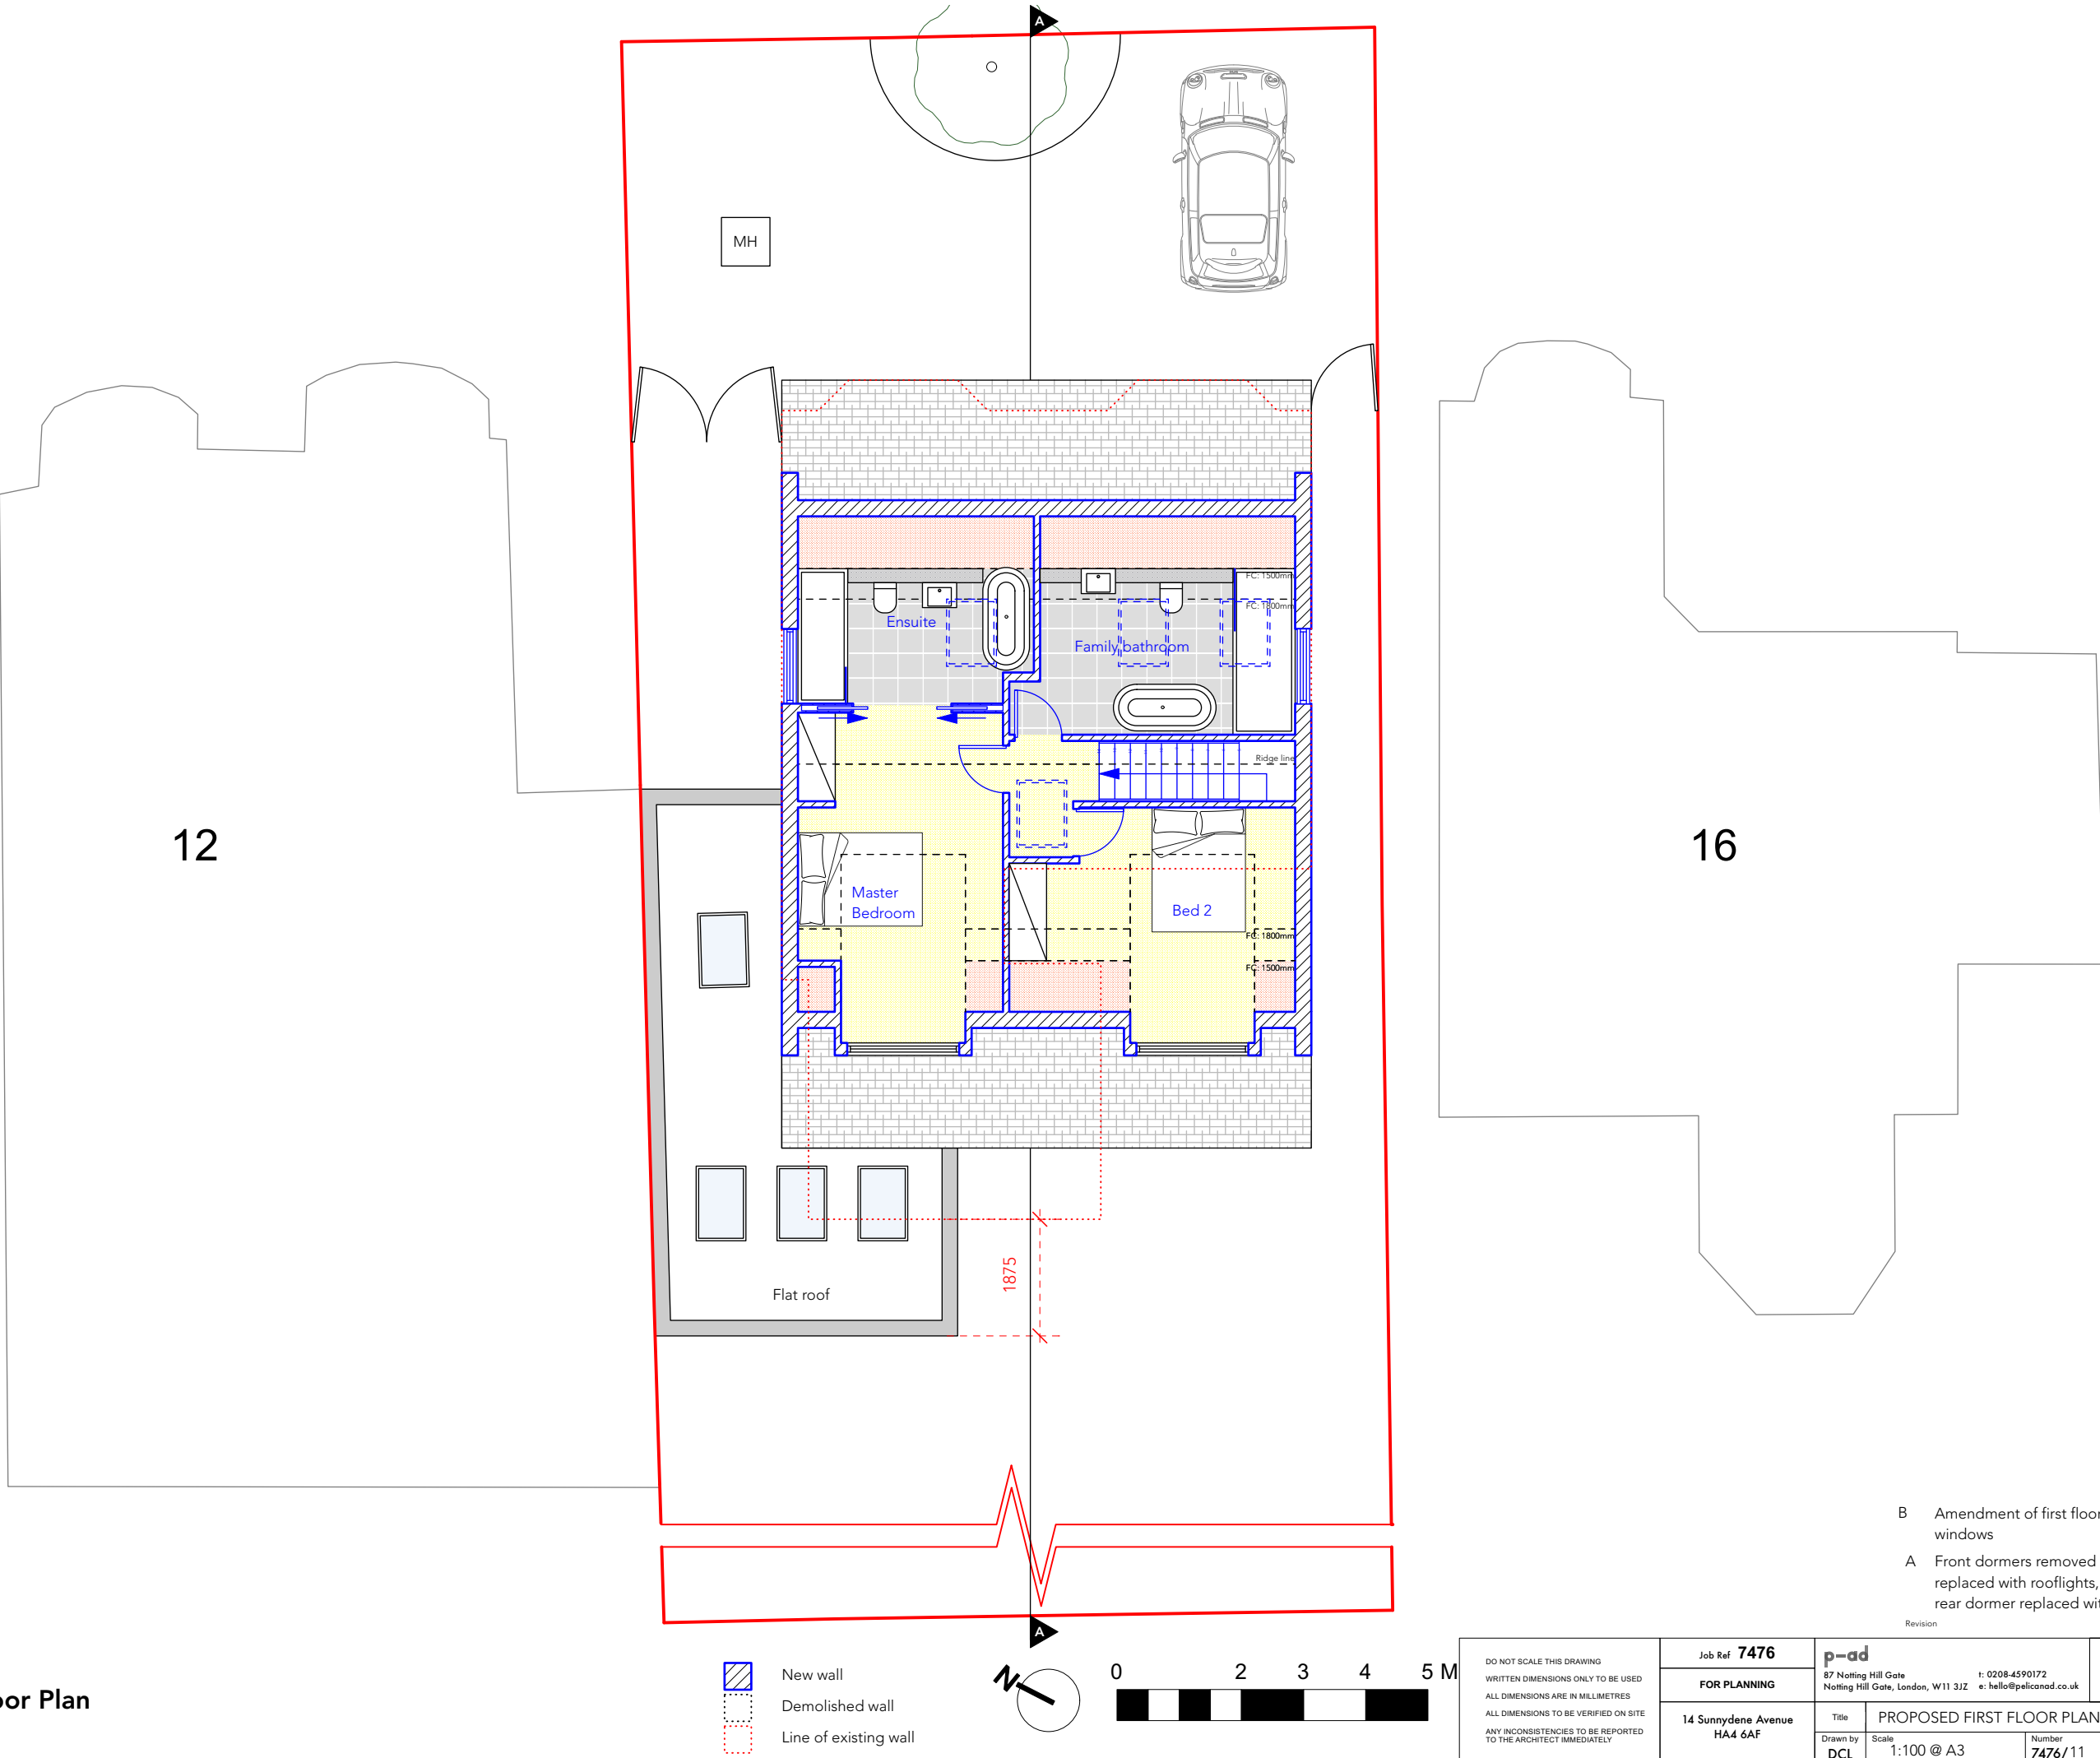 A
MH
12
16
FC: 1500mm
FC: 1800mm
Ensuite
Family bathroom
Ridge line
Master
Bedroom
Bed 2
FC: 1800mm
FC: 1500mm
1875
Flat roof
A
B Amendment of first floor
windows
A Front dormers removed
replaced with rooflights,
rear dormer replaced
Revision
Plan
New wall
Demolished wall
Line of existing wall
N
0 2 3 4 5 M
DO NOT SCALE THIS DRAWING
WRITTEN DIMENSIONS ONLY TO BE USED
ALL DIMENSIONS ARE IN MILLIMETRES
ALL DIMENSIONS TO BE VERIFIED ON SITE
ANY INCONSISTENCIES TO BE REPORTED
TO THE ARCHITECT IMMEDIATELY
Job Ref 7476
FOR PLANNING
14 Sunnydene Avenue
HA4 6AF
p-ad
87 Notting Hill Gate t: 0208-4590172
Notting Hill Gate, London, W11 3JZ e: hello@pelicanad.co.uk
Title PROPOSED FIRST FLOOR PLAN
Drawn by Scale Number
DCL 1:100 @ A3 7476/11